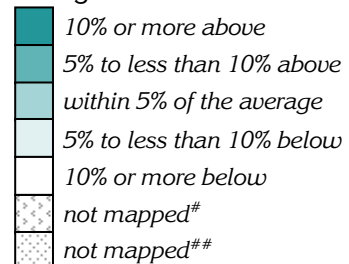 10% or more above
5% to less than 10% above
within 5% of the average
5% to less than 10% below
10% or more below
not mapped#
not mapped##